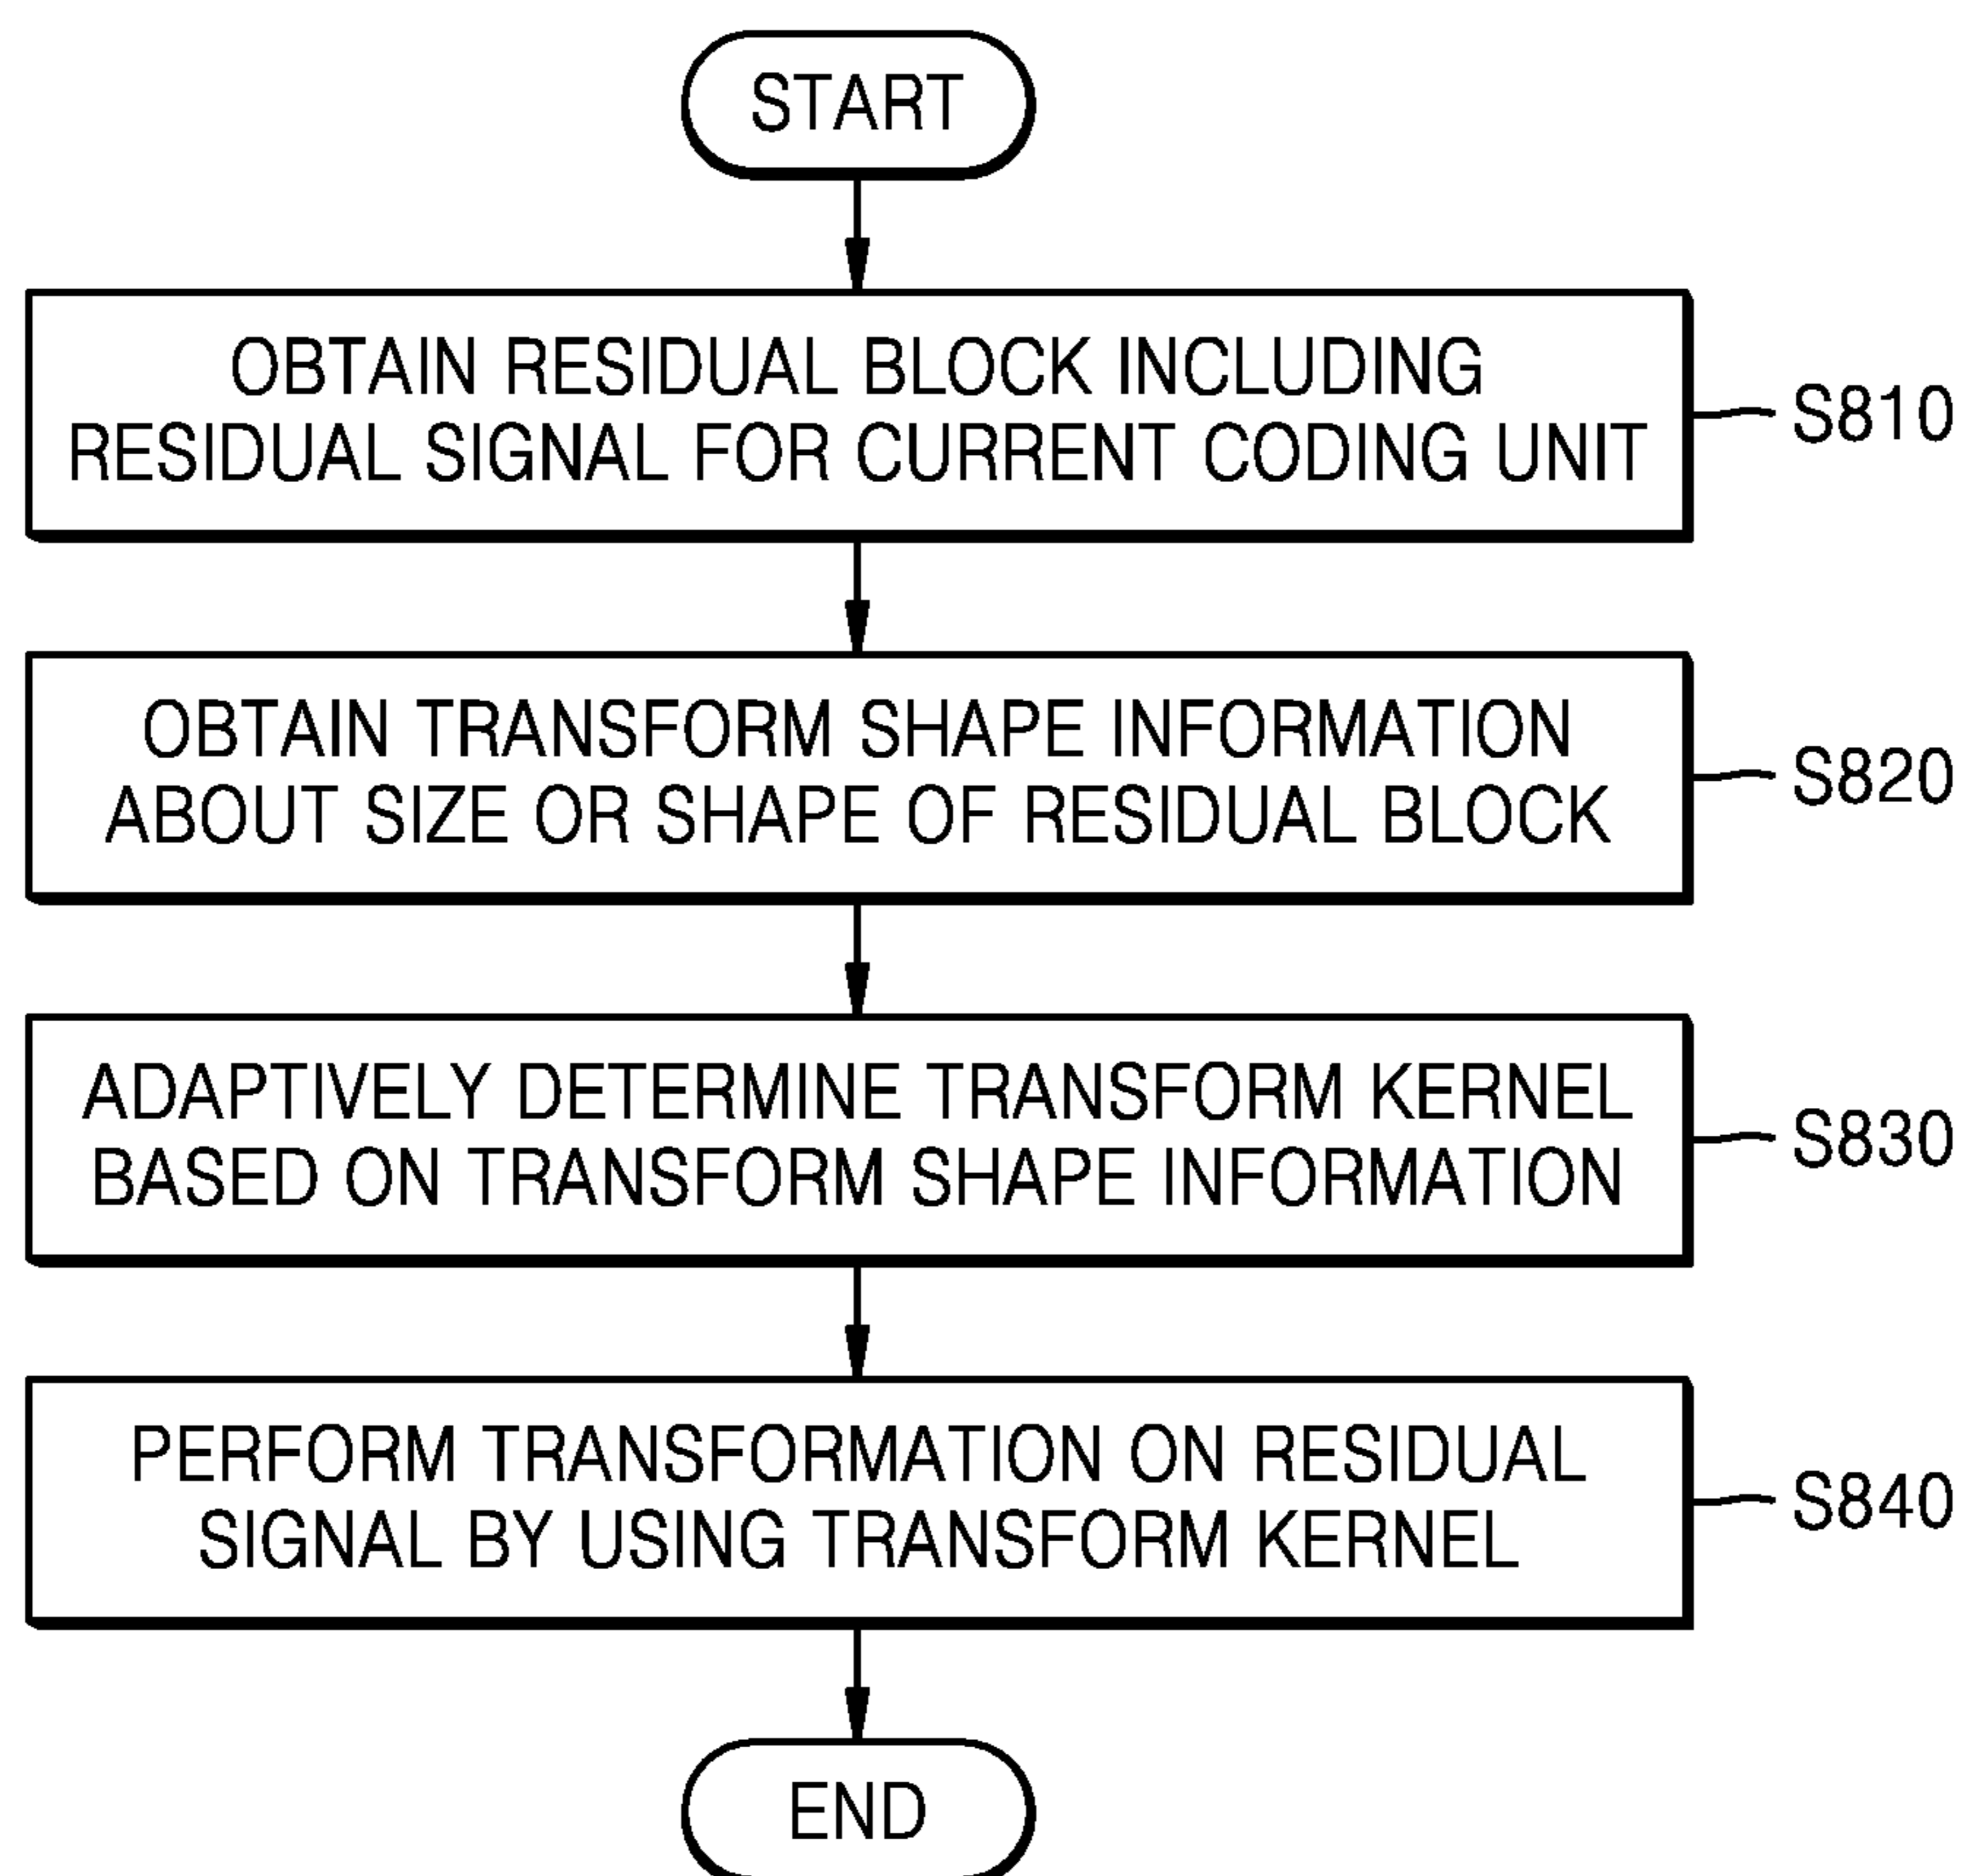 START
OBTAIN RESIDUAL BLOCK INCLUDING
RESIDUAL SIGNAL FOR CURRENT CODING UNIT
S810
OBTAIN TRANSFORM SHAPE INFORMATION
ABOUT SIZE OR SHAPE OF RESIDUAL BLOCK
S820
ADAPTIVELY DETERMINE TRANSFORM KERNEL
BASED ON TRANSFORM SHAPE INFORMATION
S830
PERFORM TRANSFORMATION ON RESIDUAL
SIGNAL BY USING TRANSFORM KERNEL
S840
END